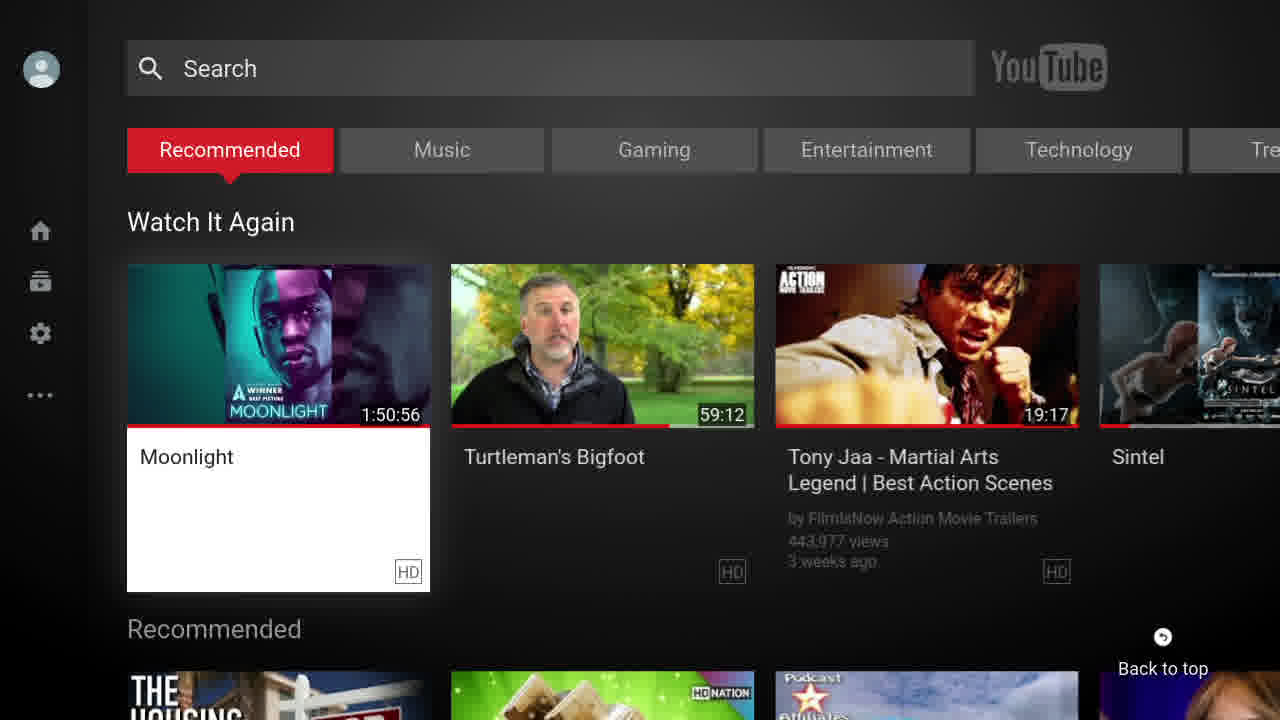 Search
YouTube
Recommended
Music
Gaming
Entertainment
Technology
Tre
Watch It Again
WINNER
BEST PICTURE
MOONLIGHT
1:50:56
59:12
ACTION
MOVIE TRAILERS
19:17
SINTEL
Moonlight
HD
Turtleman's Bigfoot
HD
Tony Jaa - Martial Arts
Legend | Best Action Scenes
by FilmIsNow Action Movie Trailers
443,977 views
3 weeks ago
HD
Sintel
Recommended
Back to top
THE
HOUSING
HD NATION
Podcast
Affiliates